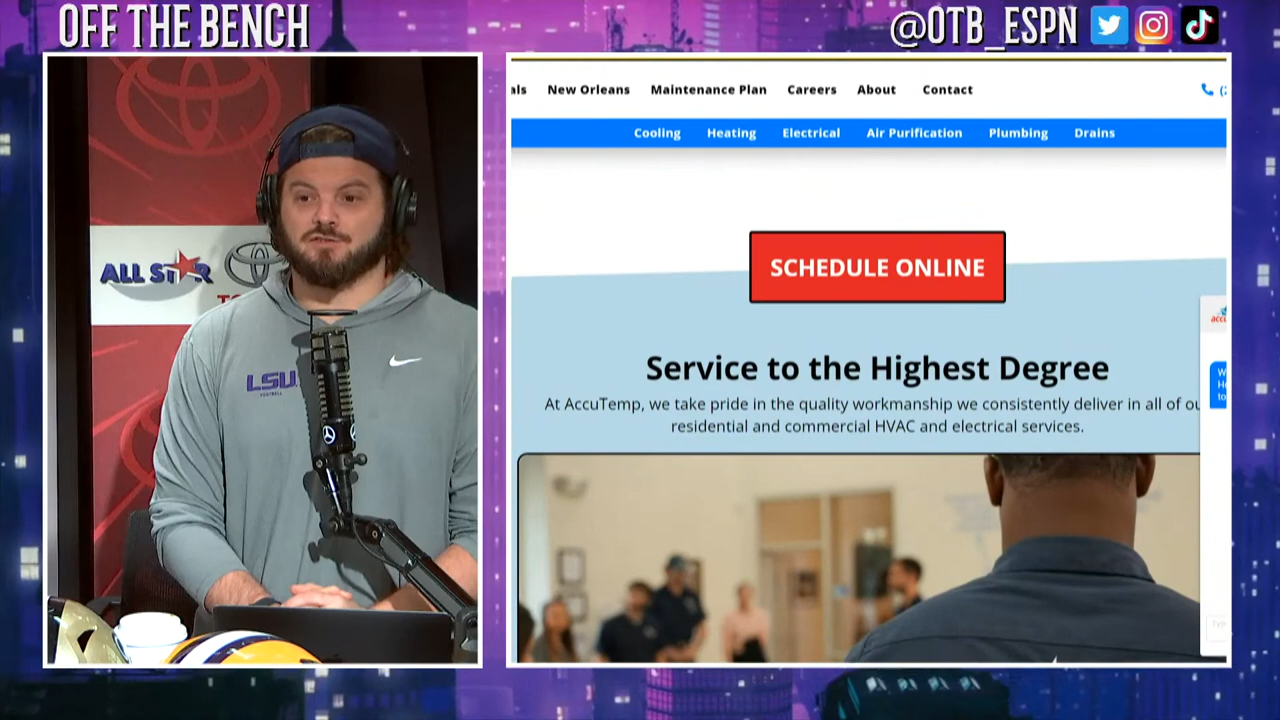 OFF THE BENCH
@OTB_ESPN
ALL STAR
LSU
FOOTBALL
als New Orleans Maintenance Plan Careers About Contact
Cooling Heating Electrical Air Purification Plumbing Drains
SCHEDULE ONLINE
Service to the Highest Degree
At AccuTemp, we take pride in the quality workmanship we consistently deliver in all of ou
residential and commercial HVAC and electrical services.